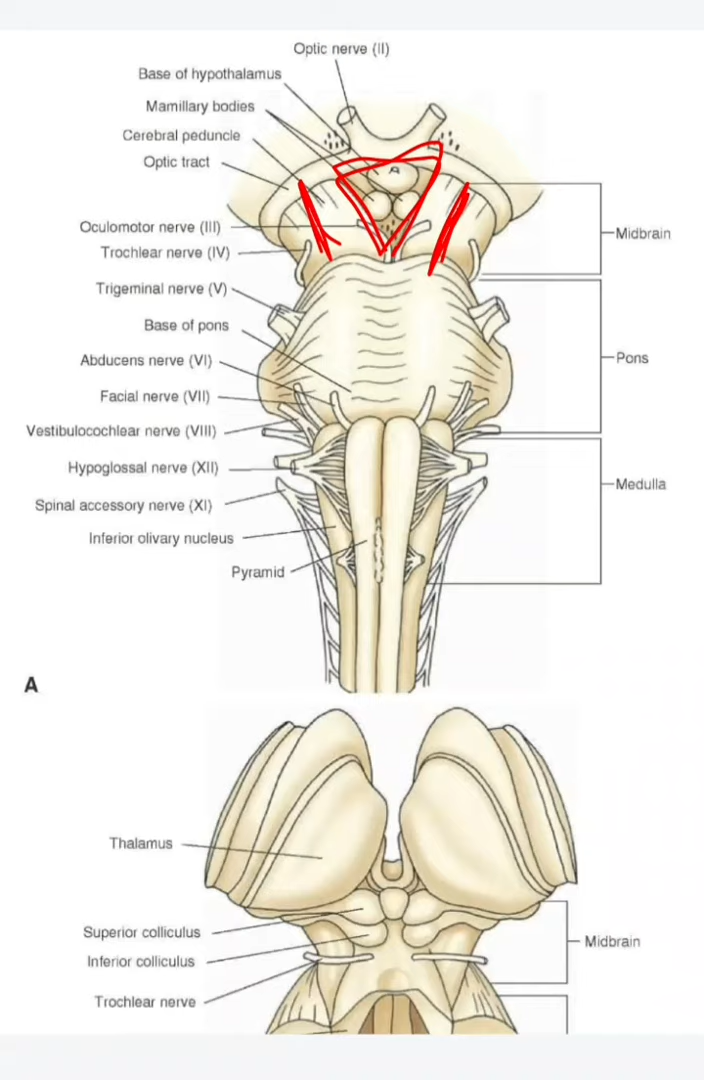 Optic nerve (II)
Base of hypothalamus
Mamillary bodies
Cerebral peduncle
Optic tract
Oculomotor nerve (III)
Trochlear nerve (IV)
Trigeminal nerve (V)
Base of pons
Abducens nerve (VI)
Facial nerve (VII)
Vestibulocochlear nerve (VIII)
Hypoglossal nerve (XII)
Spinal accessory nerve (XI)
Inferior olivary nucleus
Pyramid
Midbrain
Pons
Medulla
A
Thalamus
Superior colliculus
Inferior colliculus
Trochlear nerve
Midbrain